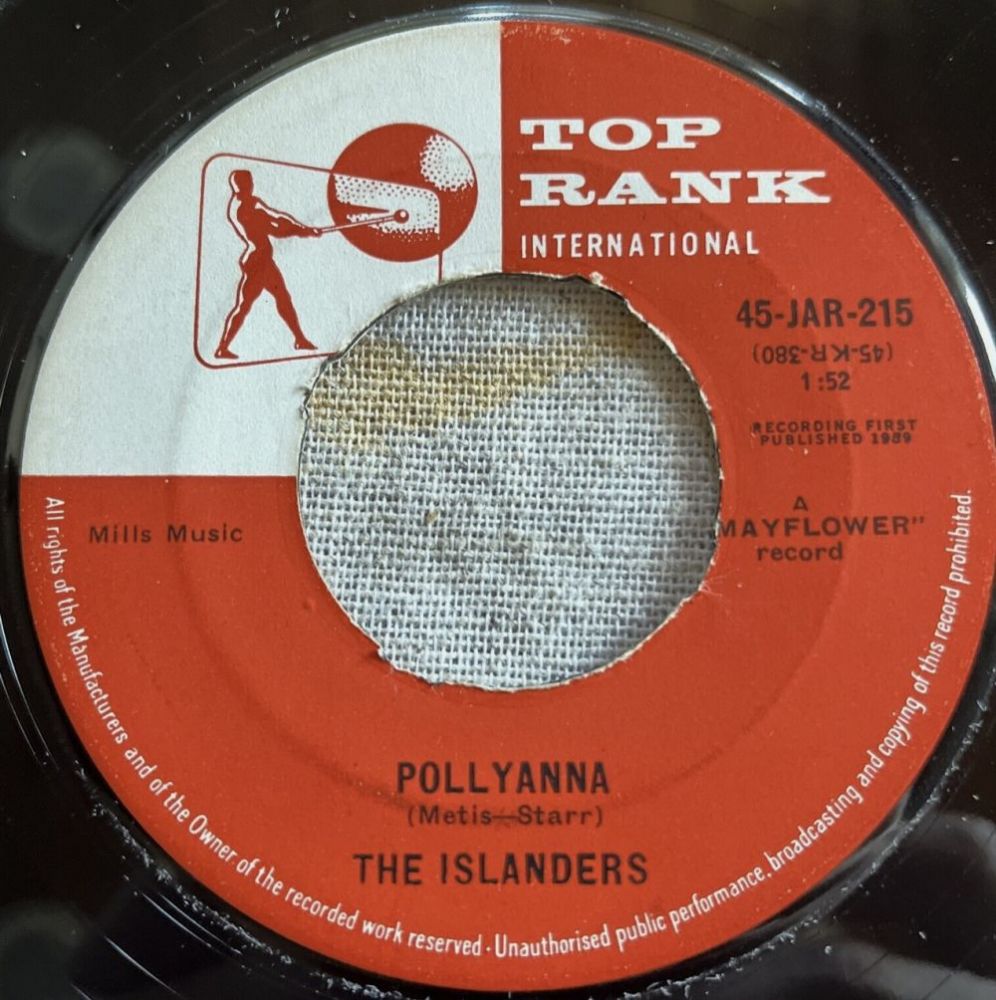 TOP
RANK
INTERNATIONAL
45-JAR-215
(45-KR-380)
1:52
RECORDING FIRST
PUBLISHED 1989
Mills Music
A
MAYFLOWER"
record
POLLYANNA
(Metis—Starr)
THE ISLANDERS
All rights of the Manufacturers and of the Owner of the recorded work reserved · Unauthorised public performance, broadcasting and copying of this record prohibited.